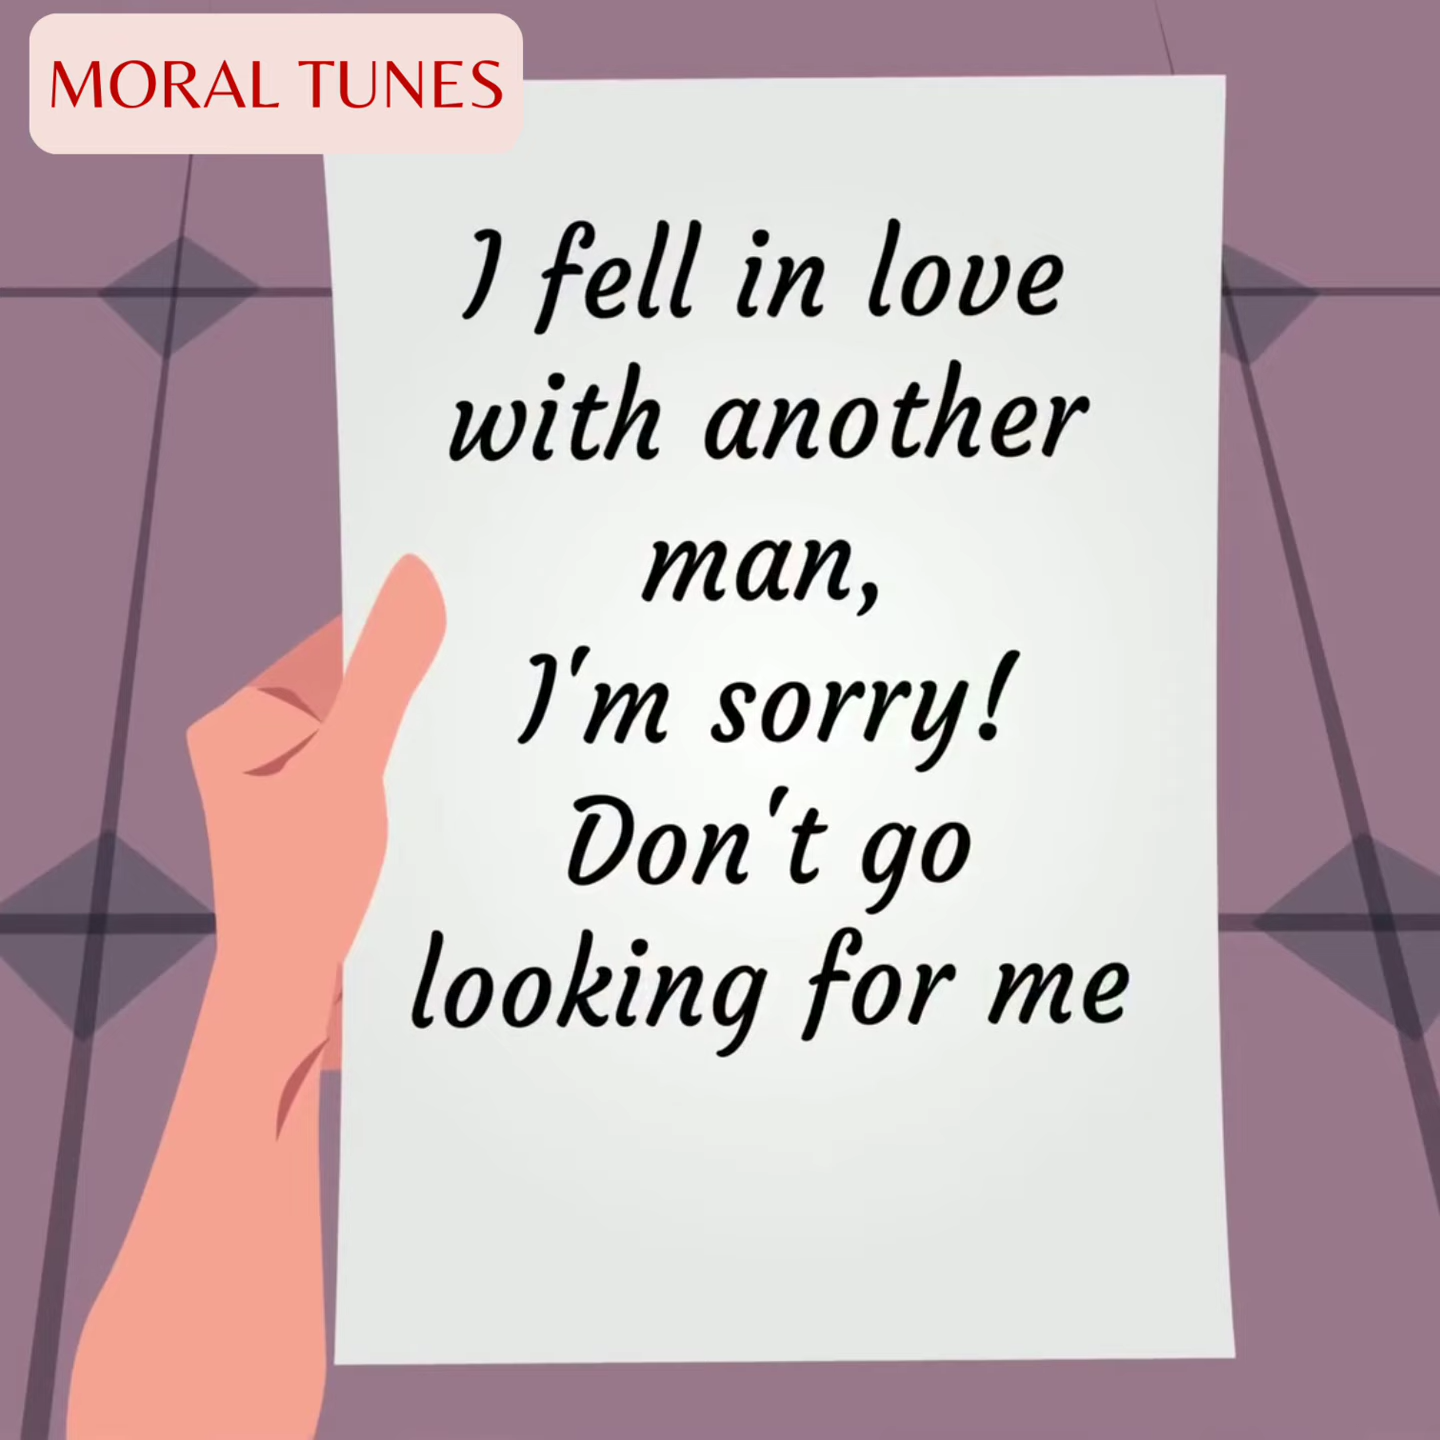 MORAL TUNES
I fell in love
with another
man,
I'm sorry!
Don't go
looking for me